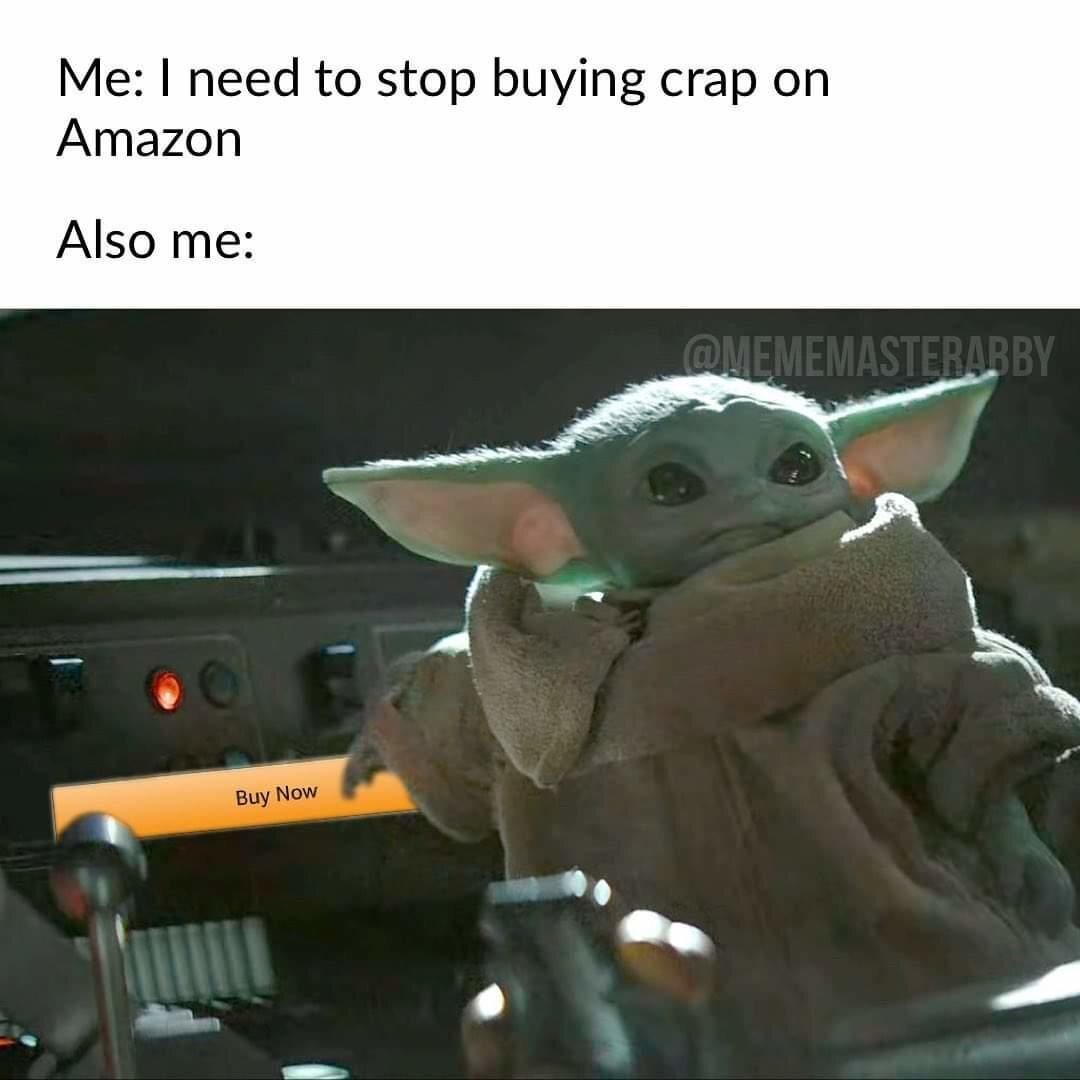 Me: I need to stop buying crap on
Amazon
Also me:
@MEMEMASTERABBY
Buy Now